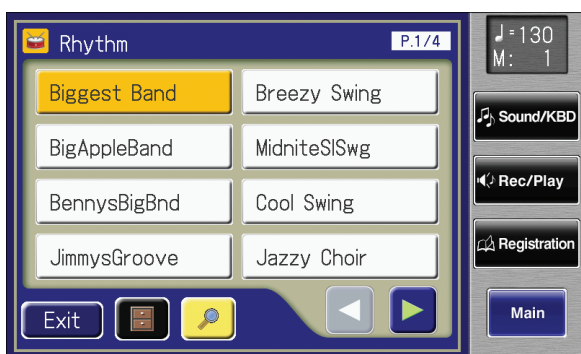 Rhythm
P.1/4
Biggest Band
Breezy Swing
BigAppleBand
MidniteSlSwg
BennysBigBnd
Cool Swing
JimmysGroove
Jazzy Choir
Exit
♩=130
M: 1
Sound/KBD
Rec/Play
Registration
Main